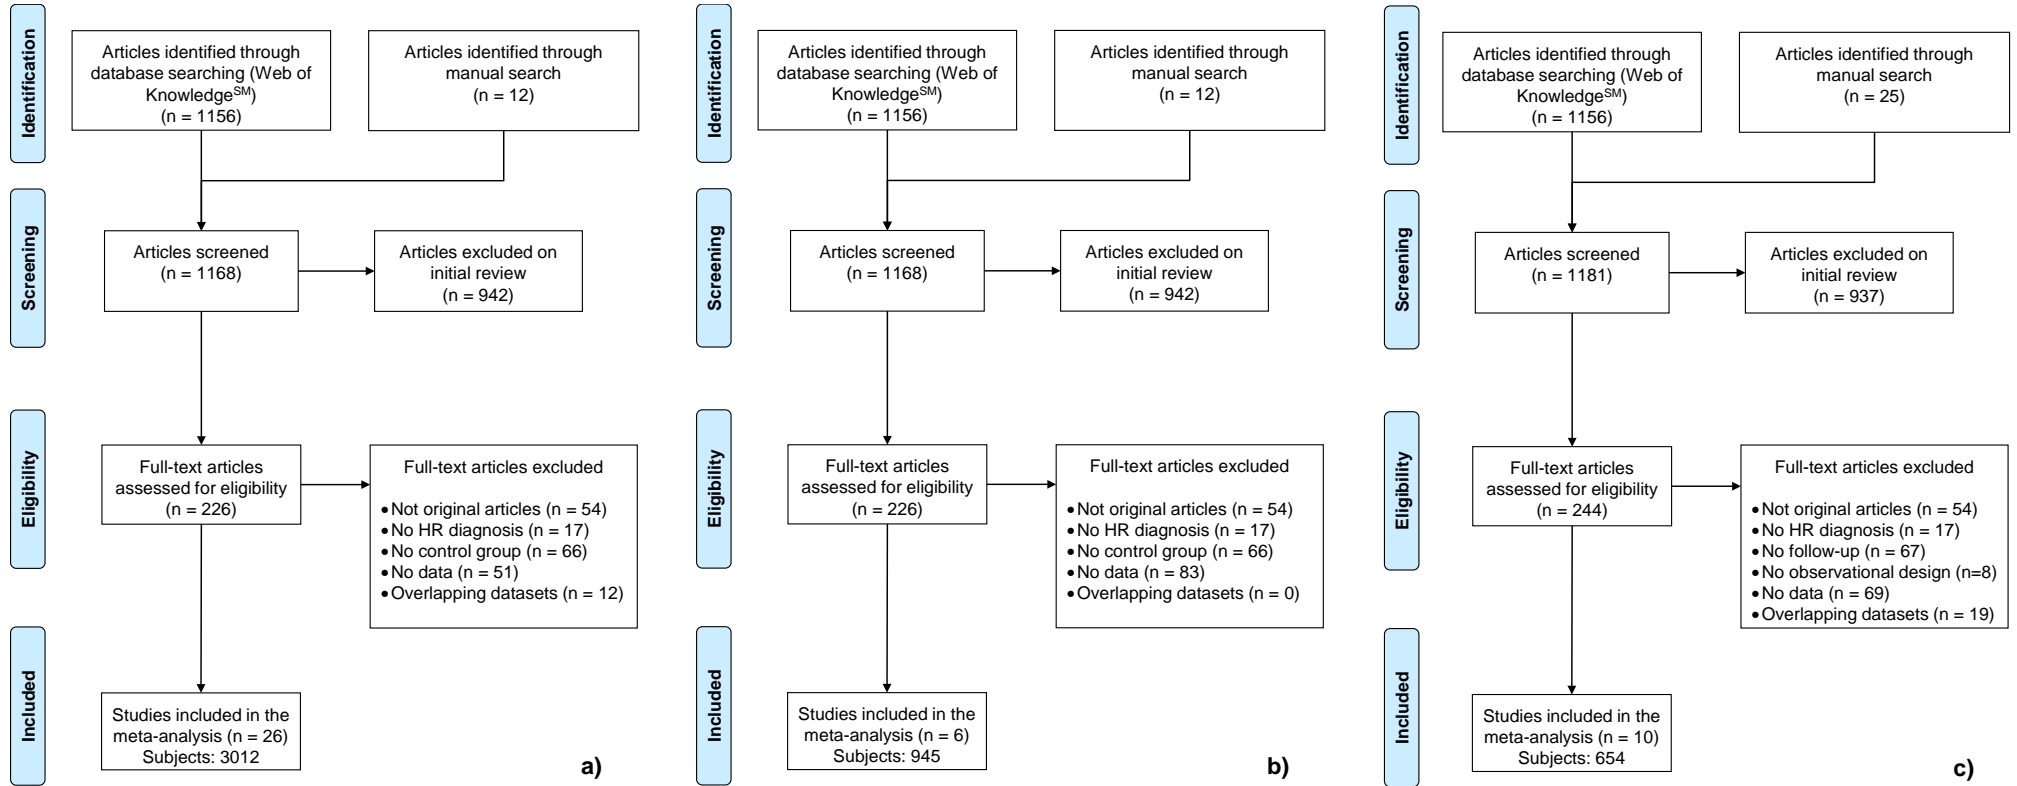 Identification
Articles identified through
database searching (Web of
Knowledge℠)
(n = 1156)
Articles identified through
manual search
(n = 12)
Screening
Articles screened
(n = 1168)
Articles excluded on
initial review
(n = 942)
Eligibility
Full-text articles
assessed for eligibility
(n = 226)
Full-text articles excluded
• Not original articles (n = 54)
• No HR diagnosis (n = 17)
• No control group (n = 66)
• No data (n = 51)
• Overlapping datasets (n = 12)
Included
Studies included in the
meta-analysis (n = 26)
Subjects: 3012
a)
Identification
Articles identified through
database searching (Web of
Knowledge℠)
(n = 1156)
Articles identified through
manual search
(n = 12)
Screening
Articles screened
(n = 1168)
Articles excluded on
initial review
(n = 942)
Eligibility
Full-text articles
assessed for eligibility
(n = 226)
Full-text articles excluded
• Not original articles (n = 54)
• No HR diagnosis (n = 17)
• No control group (n = 66)
• No data (n = 83)
• Overlapping datasets (n = 0)
Included
Studies included in the
meta-analysis (n = 6)
Subjects: 945
b)
Identification
Articles identified through
database searching (Web of
Knowledge℠)
(n = 1156)
Articles identified through
manual search
(n = 25)
Screening
Articles screened
(n = 1181)
Articles excluded on
initial review
(n = 937)
Eligibility
Full-text articles
assessed for eligibility
(n = 244)
Full-text articles excluded
• Not original articles (n = 54)
• No HR diagnosis (n = 17)
• No follow-up (n = 67)
• No observational design (n=8)
• No data (n = 69)
• Overlapping datasets (n = 19)
Included
Studies included in the
meta-analysis (n = 10)
Subjects: 654
c)